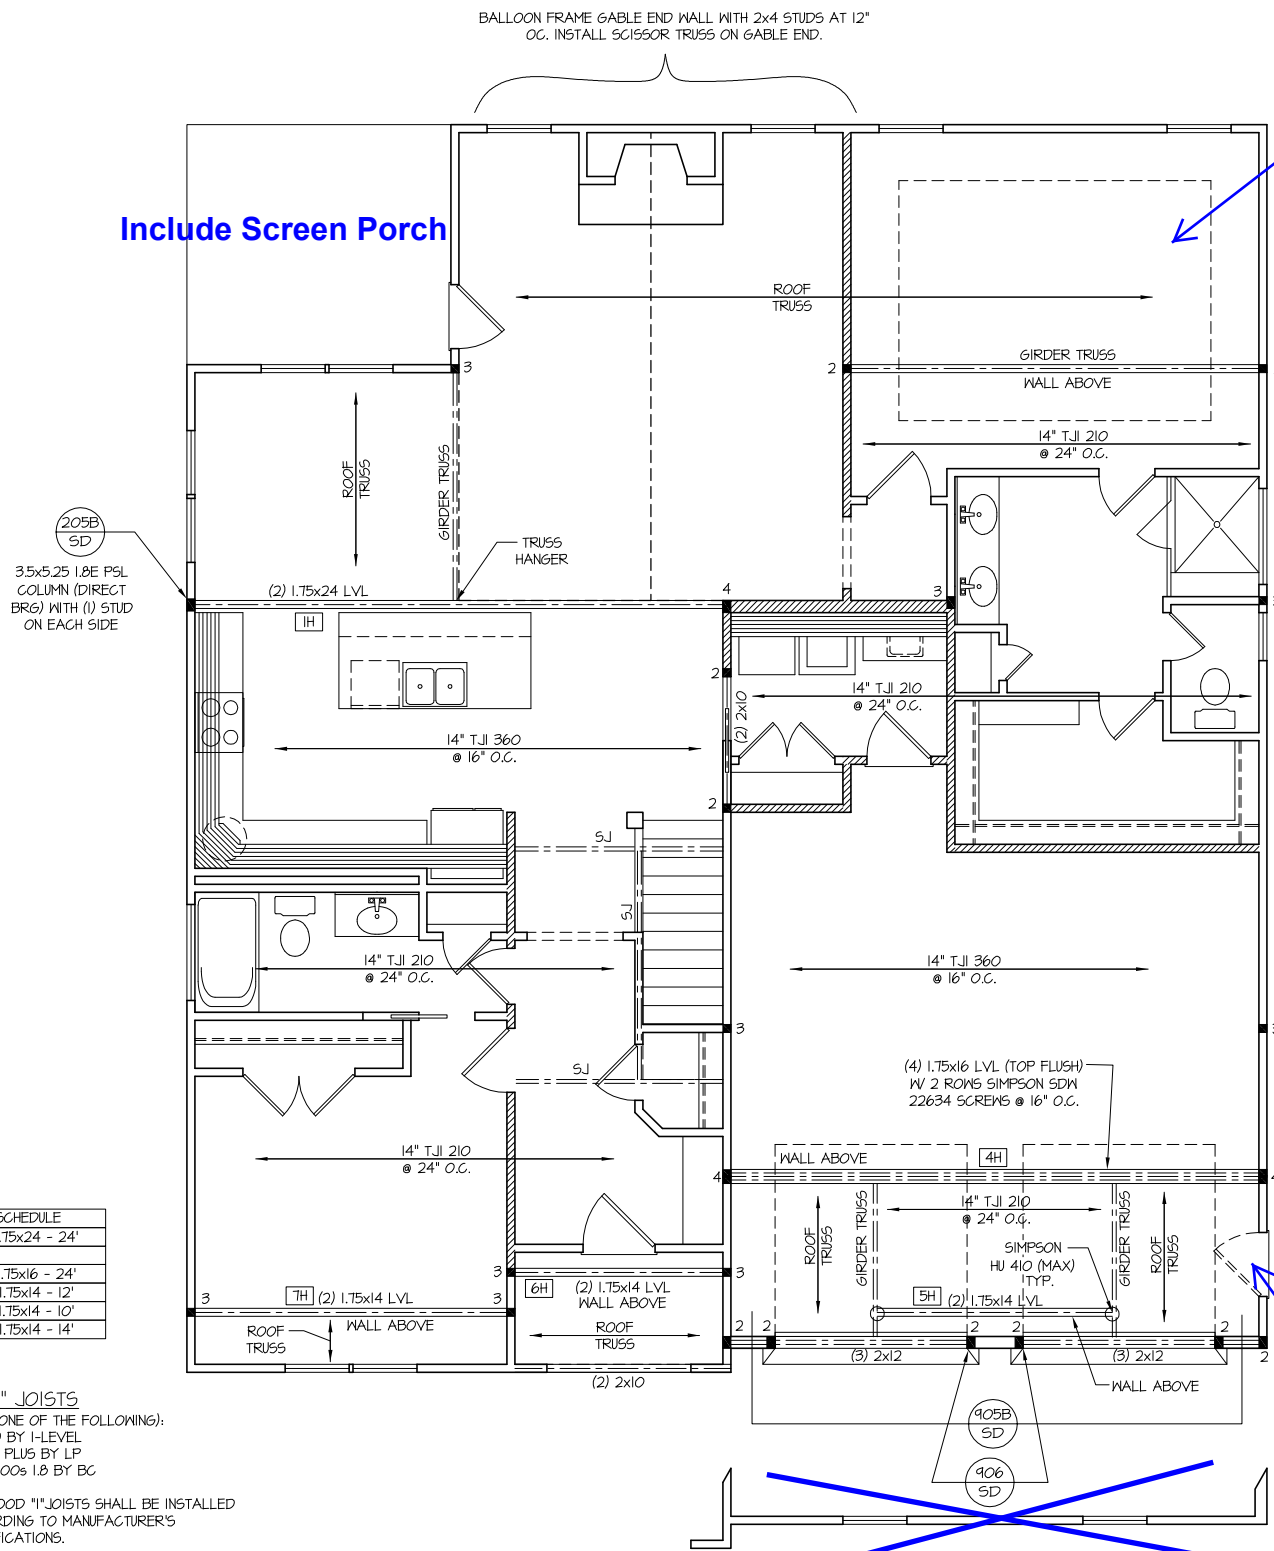 BALLOON FRAME GABLE END WALL WITH 2x4 STUDS AT 12"
OC. INSTALL SCISSOR TRUSS ON GABLE END.
Include Screen Porch
ROOF
TRUSS
GIRDER TRUSS
WALL ABOVE
3
2
14" TJI 210
@ 24" O.C.
ROOF
TRUSS
GIRDER TRUSS
205B
SD
3.5x5.25 1.8E PSL
COLUMN (DIRECT
BRG) WITH (1) STUD
ON EACH SIDE
TRUSS
HANGER
(2) 1.75x24 LVL
1H
4
3
2
(2) 2x10
14" TJI 210
@ 24" O.C.
14" TJI 360
@ 16" O.C.
2
SJ
SJ
14" TJI 210
@ 24" O.C.
14" TJI 360
@ 16" O.C.
3
SJ
(4) 1.75x16 LVL (TOP FLUSH)
W/ 2 ROWS SIMPSON SDW
22634 SCREWS @ 16" O.C.
14" TJI 210
@ 24" O.C.
WALL ABOVE
4H
4
4
ROOF
TRUSS
GIRDER TRUSS
14" TJI 210
@ 24" O.C.
SIMPSON
HU 410 (MAX)
TYP.
GIRDER TRUSS
ROOF
TRUSS
SCHEDULE
.75x24 - 24'
.75x16 - 24'
1.75x14 - 12'
1.75x14 - 10'
1.75x14 - 14'
3
7H
(2) 1.75x14 LVL
3
WALL ABOVE
ROOF
TRUSS
3
6H
(2) 1.75x14 LVL
WALL ABOVE
3
ROOF
TRUSS
(2) 2x10
5H
(2) 1.75x14 LVL
2
2
2
2
2
2
(3) 2x12
(3) 2x12
WALL ABOVE
905B
SD
906
SD
" JOISTS
ONE OF THE FOLLOWING):
BY I-LEVEL
PLUS BY LP
00s 1.8 BY BC
OOD "I"JOISTS SHALL BE INSTALLED
RDING TO MANUFACTURER'S
FICATIONS.